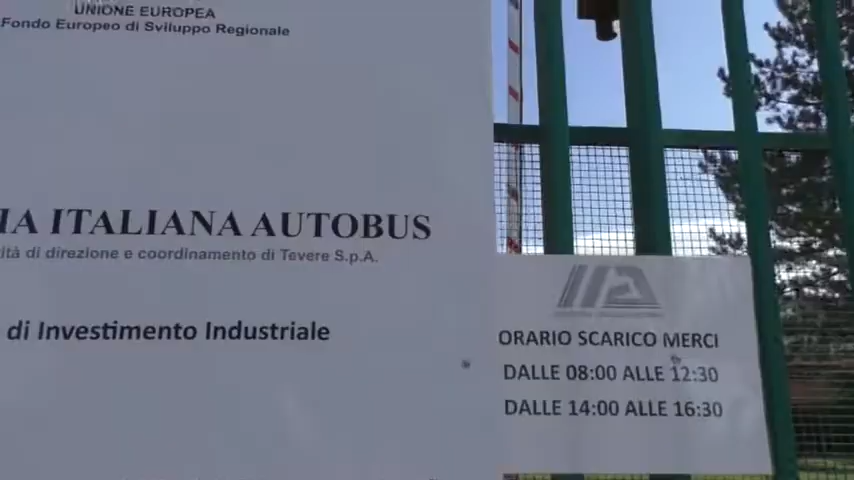 UNIONE EUROPEA
Fondo Europeo di Sviluppo Regionale
IA ITALIANA AUTOBUS
ità di direzione e coordinamento di Tevere S.p.A.
di Investimento Industriale
IIA
ORARIO SCARICO MERCI
DALLE 08:00 ALLE 12:30
DALLE 14:00 ALLE 16:30